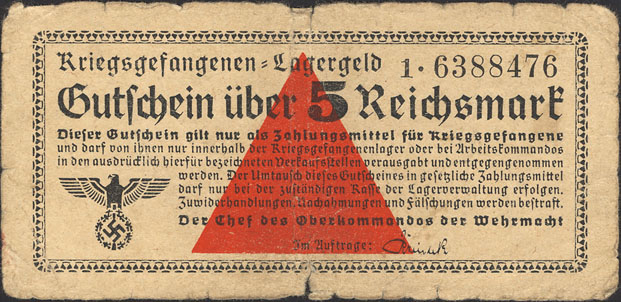 Kriegsgefangenen-Lagergeld 1·6388476
Gutschein über 5 Reichsmark
Dieser Gutschein gilt nur als Zahlungsmittel für Kriegsgefangene
und darf von ihnen nur innerhalb der Kriegsgefangenenlager oder bei Arbeitskommandos
in den ausdrücklich hierfür bezeichneten Verkaufsstellen verausgabt und entgegengenommen
werden. Der Umtausch dieses Gutscheines in gesetzliche Zahlungsmittel
darf nur bei der zuständigen Kasse der Lagerverwaltung erfolgen.
Zuwiderhandlungen, Nachahmungen und Fälschungen werden bestraft.
Der Chef des Oberkommandos der Wehrmacht
Im Auftrage: